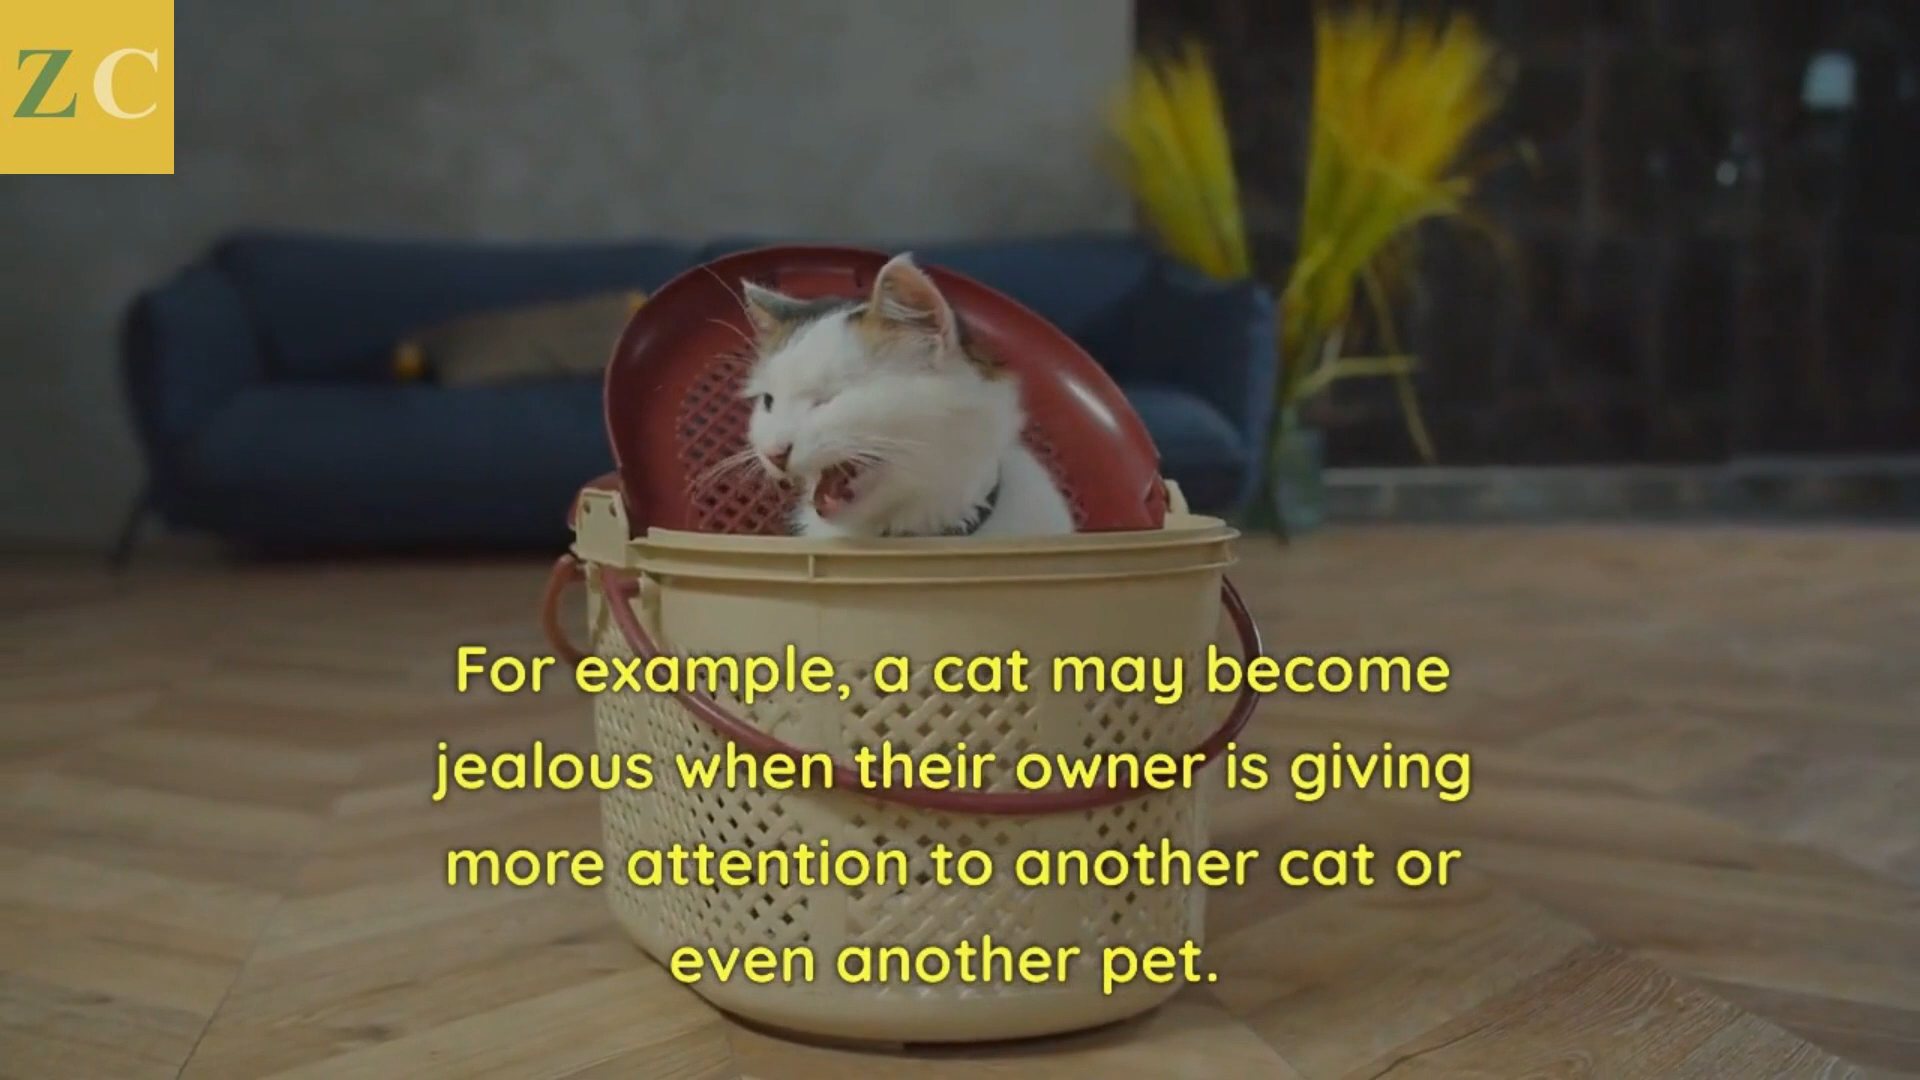 ZC
For example, a cat may become
jealous when their owner is giving
more attention to another cat or
even another pet.